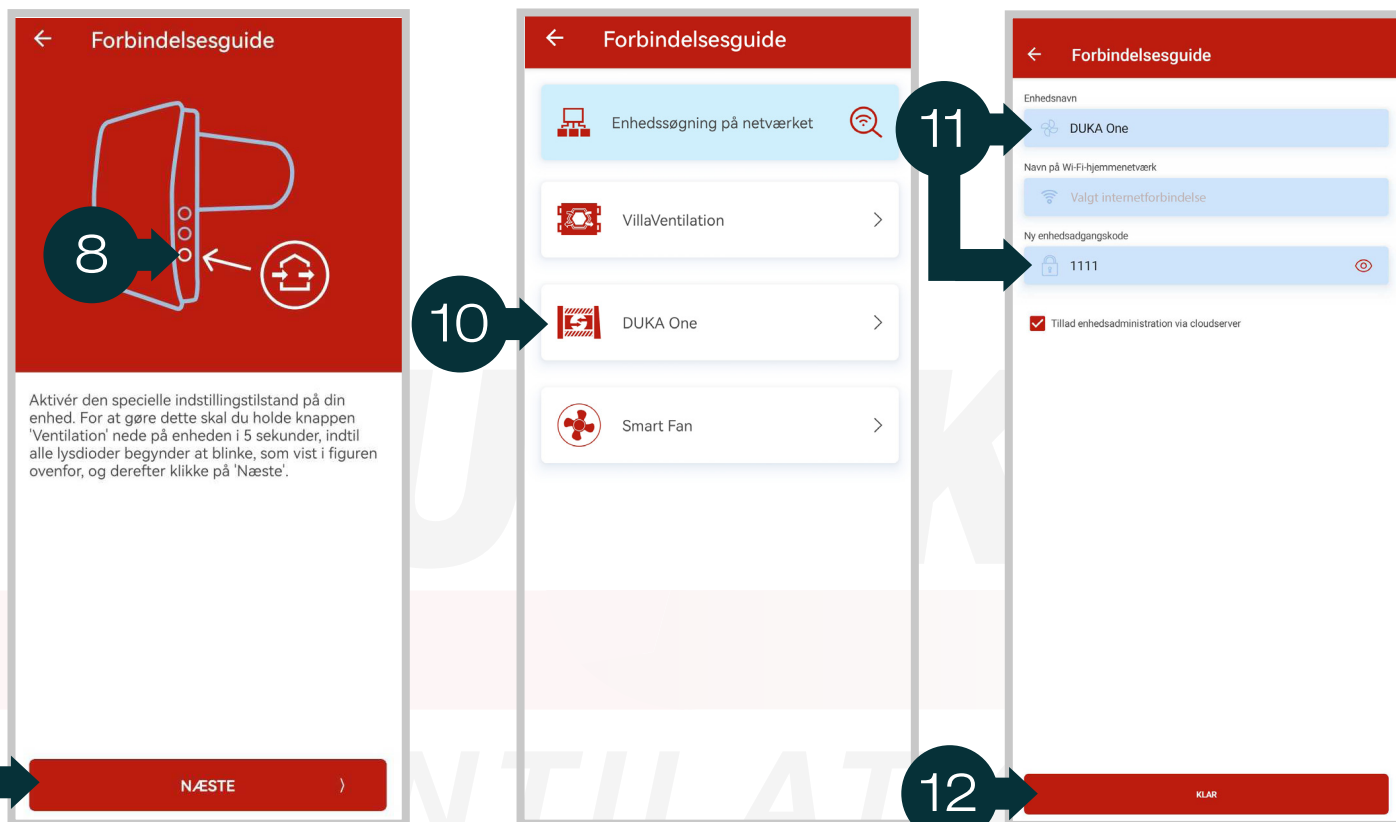 Forbindelsesguide
8
Aktivér den specielle indstillingstilstand på din
enhed. For at gøre dette skal du holde knappen
'Ventilation' nede på enheden i 5 sekunder, indtil
alle lysdioder begynder at blinke, som vist i figuren
ovenfor, og derefter klikke på 'Næste'.
NÆSTE
Forbindelsesguide
Enhedssøgning på netværket
VillaVentilation
10
DUKA One
Smart Fan
Forbindelsesguide
11
Enhedsnavn
DUKA One
Navn på Wi-Fi-hjemmenetværk
Valgt internetforbindelse
Ny enhedsadgangskode
1111
Tillad enhedsadministration via cloudserver
12
KLAR